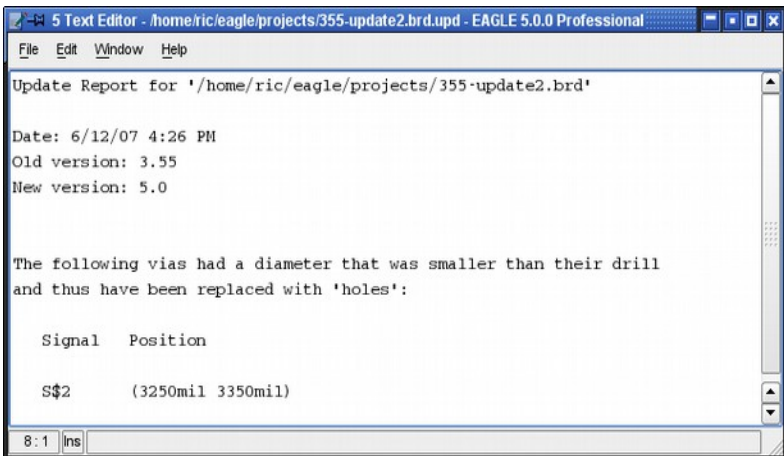 5 Text Editor - /home/ric/eagle/projects/355-update2.brd.upd - EAGLE 5.0.0 Professional
File Edit Window Help
Update Report for '/home/ric/eagle/projects/355-update2.brd'
Date: 6/12/07 4:26 PM
Old version: 3.55
New version: 5.0
The following vias had a diameter that was smaller than their drill
and thus have been replaced with 'holes':
Signal Position
S$2 (3250mil 3350mil)
8:1 Ins